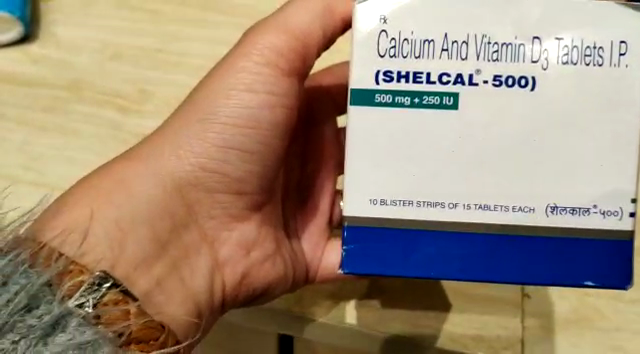 Rx
Calcium And Vitamin D3 Tablets I.P.
(SHELCAL®-500)
500 mg + 250 IU
10 BLISTER STRIPS OF 15 TABLETS EACH (शेलकाल®-५००)